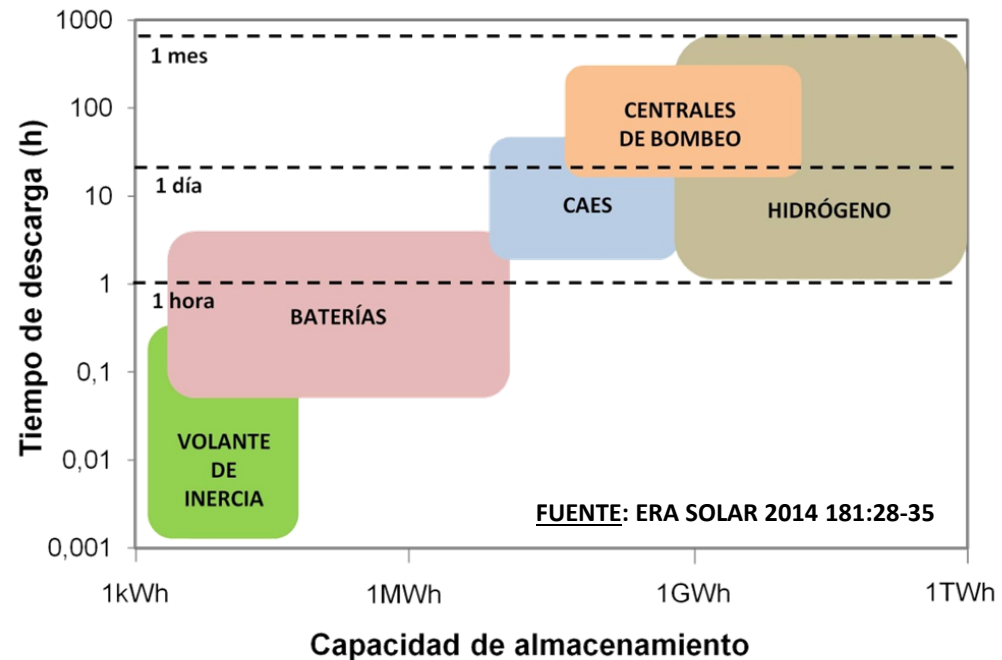 1000
1 mes
100
CENTRALES
DE BOMBEO
1 día
10
CAES
HIDRÓGENO
1
1 hora
BATERÍAS
0,1
VOLANTE
DE
INERCIA
0,01
FUENTE: ERA SOLAR 2014 181:28-35
0,001
Tiempo de descarga (h)
1kWh
1MWh
1GWh
1TWh
Capacidad de almacenamiento